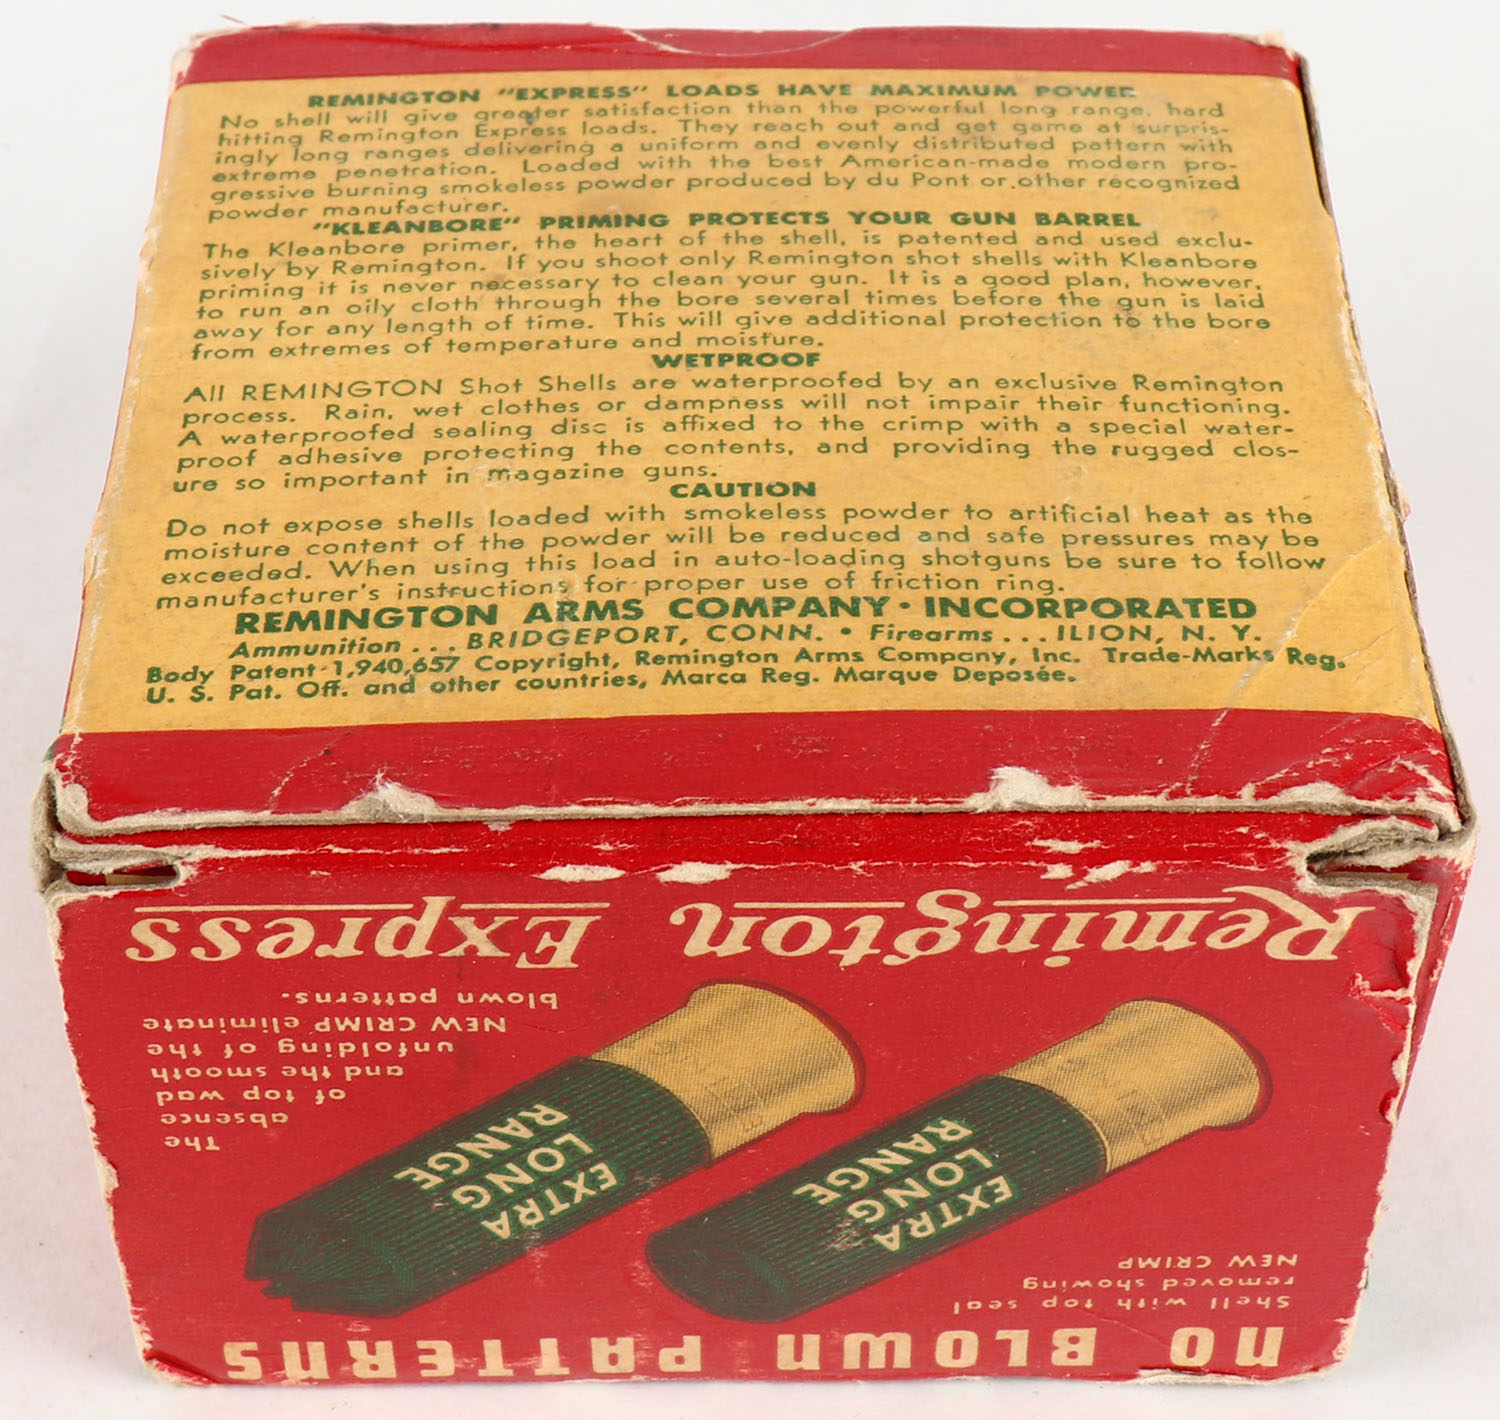 REMINGTON "EXPRESS" LOADS HAVE MAXIMUM POWER
No shell will give greater satisfaction than the powerful long range, hard
hitting Remington Express loads. They reach out and get game at surpris-
ingly long ranges delivering a uniform and evenly distributed pattern with
extreme penetration. Loaded with the best American-made modern pro-
gressive burning smokeless powder produced by du Pont or other recognized
powder manufacturer.
"KLEANBORE" PRIMING PROTECTS YOUR GUN BARREL
The Kleanbore primer, the heart of the shell, is patented and used exclu-
sively by Remington. If you shoot only Remington shot shells with Kleanbore
priming it is never necessary to clean your gun. It is a good plan, however,
to run an oily cloth through the bore several times before the gun is laid
away for any length of time. This will give additional protection to the bore
from extremes of temperature and moisture.
WETPROOF
All REMINGTON Shot Shells are waterproofed by an exclusive Remington
process. Rain, wet clothes or dampness will not impair their functioning.
A waterproofed sealing disc is affixed to the crimp with a special water-
proof adhesive protecting the contents, and providing the rugged clos-
ure so important in magazine guns.
CAUTION
Do not expose shells loaded with smokeless powder to artificial heat as the
moisture content of the powder will be reduced and safe pressures may be
exceeded. When using this load in auto-loading shotguns be sure to follow
manufacturer's instructions for proper use of friction ring.
REMINGTON ARMS COMPANY • INCORPORATED
Ammunition . . . BRIDGEPORT, CONN. • Firearms . . . ILION, N. Y.
Body Patent 1,940,657 Copyright, Remington Arms Company, Inc. Trade-Marks Reg.
U. S. Pat. Off. and other countries, Marca Reg. Marque Deposée.
NO BLOWN PATTERNS
Shell with top seal
removed showing
NEW CRIMP
EXTRA
LONG
RANGE
EXTRA
LONG
RANGE
The
absence
of top wad
and the smooth
unfolding of the
NEW CRIMP eliminate
blown patterns.
Remington Express